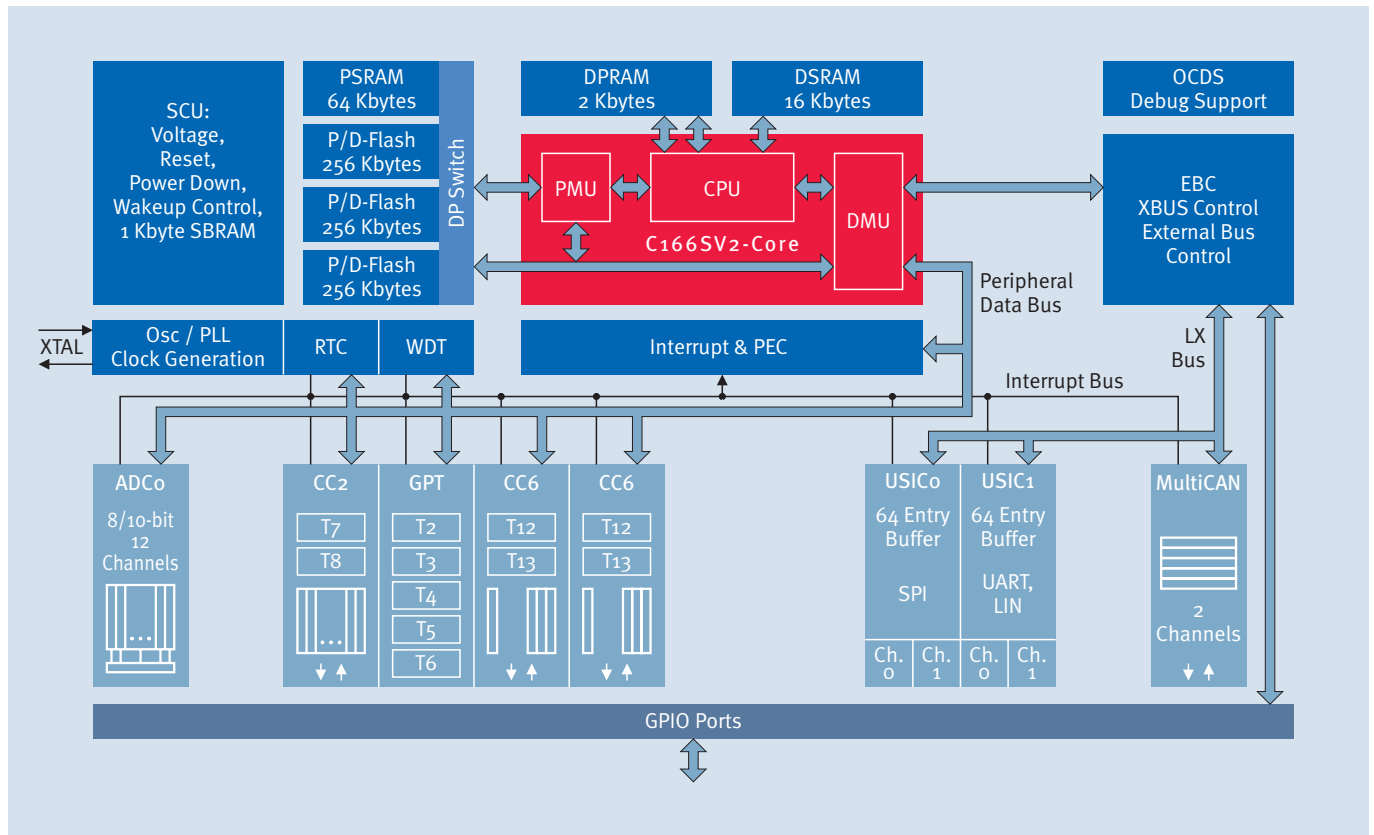 SCU:
Voltage,
Reset,
Power Down,
Wakeup Control,
1 Kbyte SBRAM
PSRAM
64 Kbytes
P/D-Flash
256 Kbytes
P/D-Flash
256 Kbytes
P/D-Flash
256 Kbytes
DP Switch
DPRAM
2 Kbytes
DSRAM
16 Kbytes
PMU
CPU
DMU
C166SV2-Core
OCDS
Debug Support
EBC
XBUS Control
External Bus
Control
Peripheral
Data Bus
LX
Bus
XTAL
Osc / PLL
Clock Generation
RTC
WDT
Interrupt & PEC
Interrupt Bus
ADC0
8/10-bit
12
Channels
CC2
T7
T8
GPT
T2
T3
T4
T5
T6
CC6
T12
T13
CC6
T12
T13
USIC0
64 Entry
Buffer
SPI
Ch.
0
Ch.
1
USIC1
64 Entry
Buffer
UART,
LIN
Ch.
0
Ch.
1
MultiCAN
2
Channels
GPIO Ports